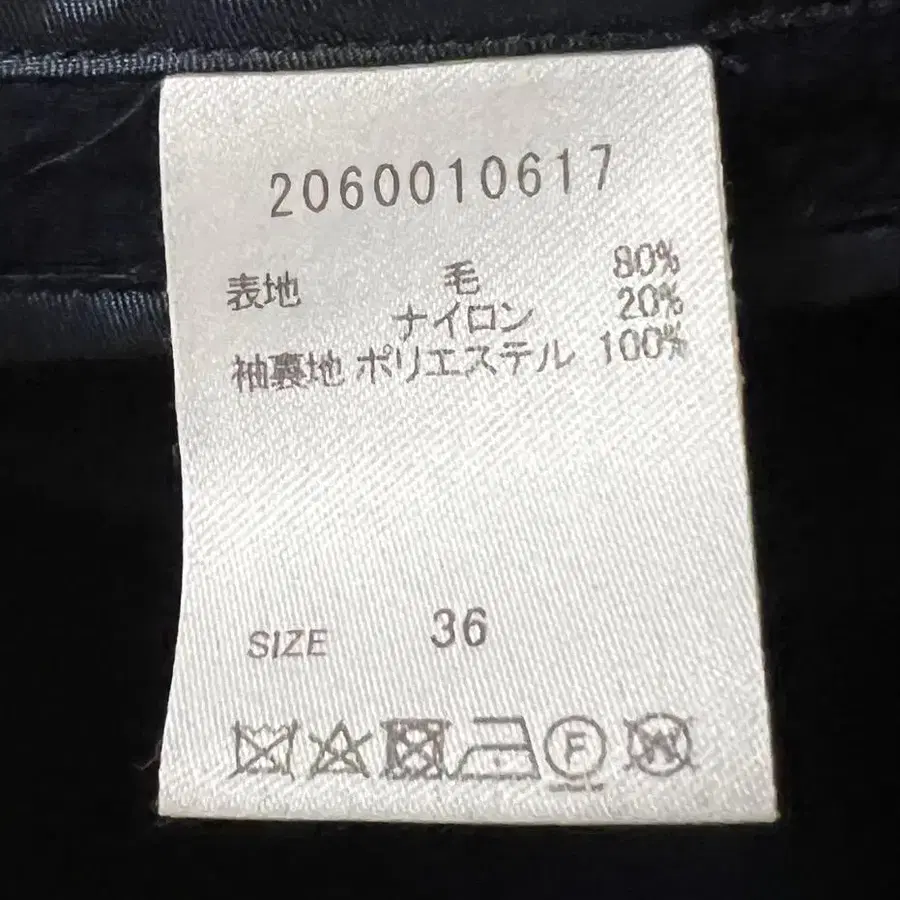 2060010617
表地 毛 80%
ナイロン 20%
袖裏地 ポリエステル 100%
SIZE 36
F W